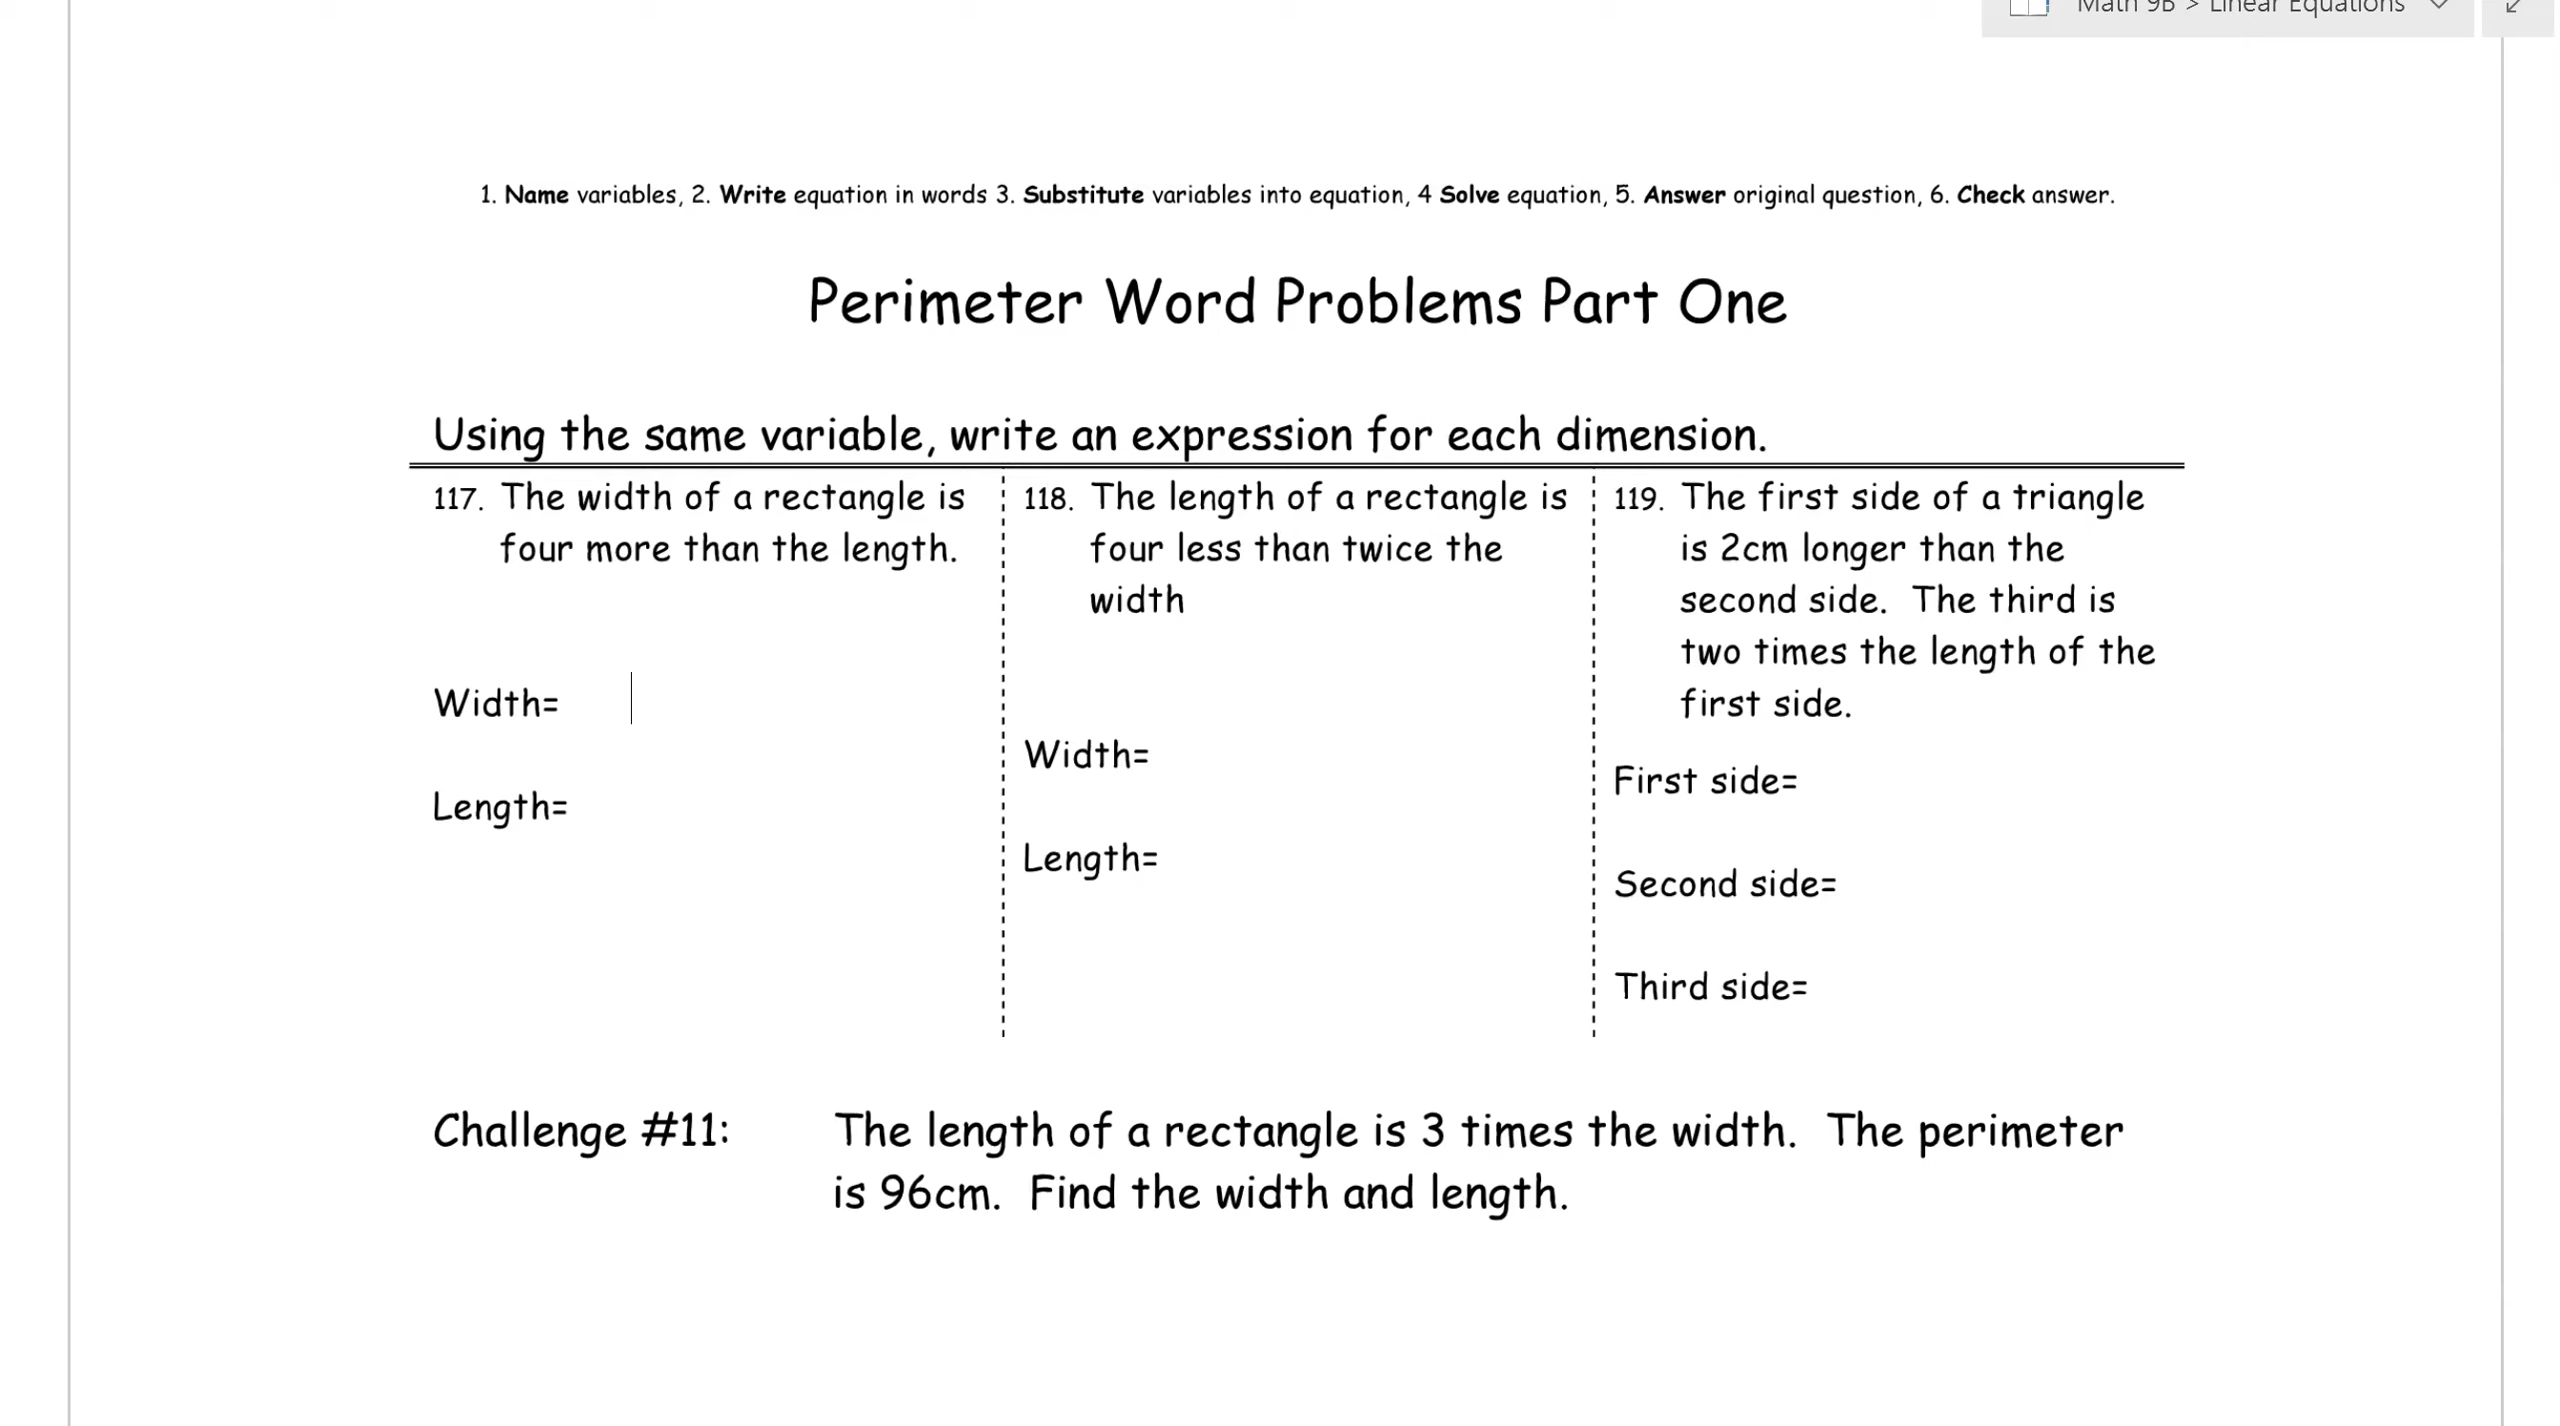 Math 9B > Linear Equations
1. Name variables, 2. Write equation in words 3. Substitute variables into equation, 4 Solve equation, 5. Answer original question, 6. Check answer.
Perimeter Word Problems Part One
Using the same variable, write an expression for each dimension.
117. The width of a rectangle is
four more than the length.
Width=
Length=
118. The length of a rectangle is
four less than twice the
width
Width=
Length=
119. The first side of a triangle
is 2cm longer than the
second side. The third is
two times the length of the
first side.
First side=
Second side=
Third side=
Challenge #11: The length of a rectangle is 3 times the width. The perimeter
is 96cm. Find the width and length.